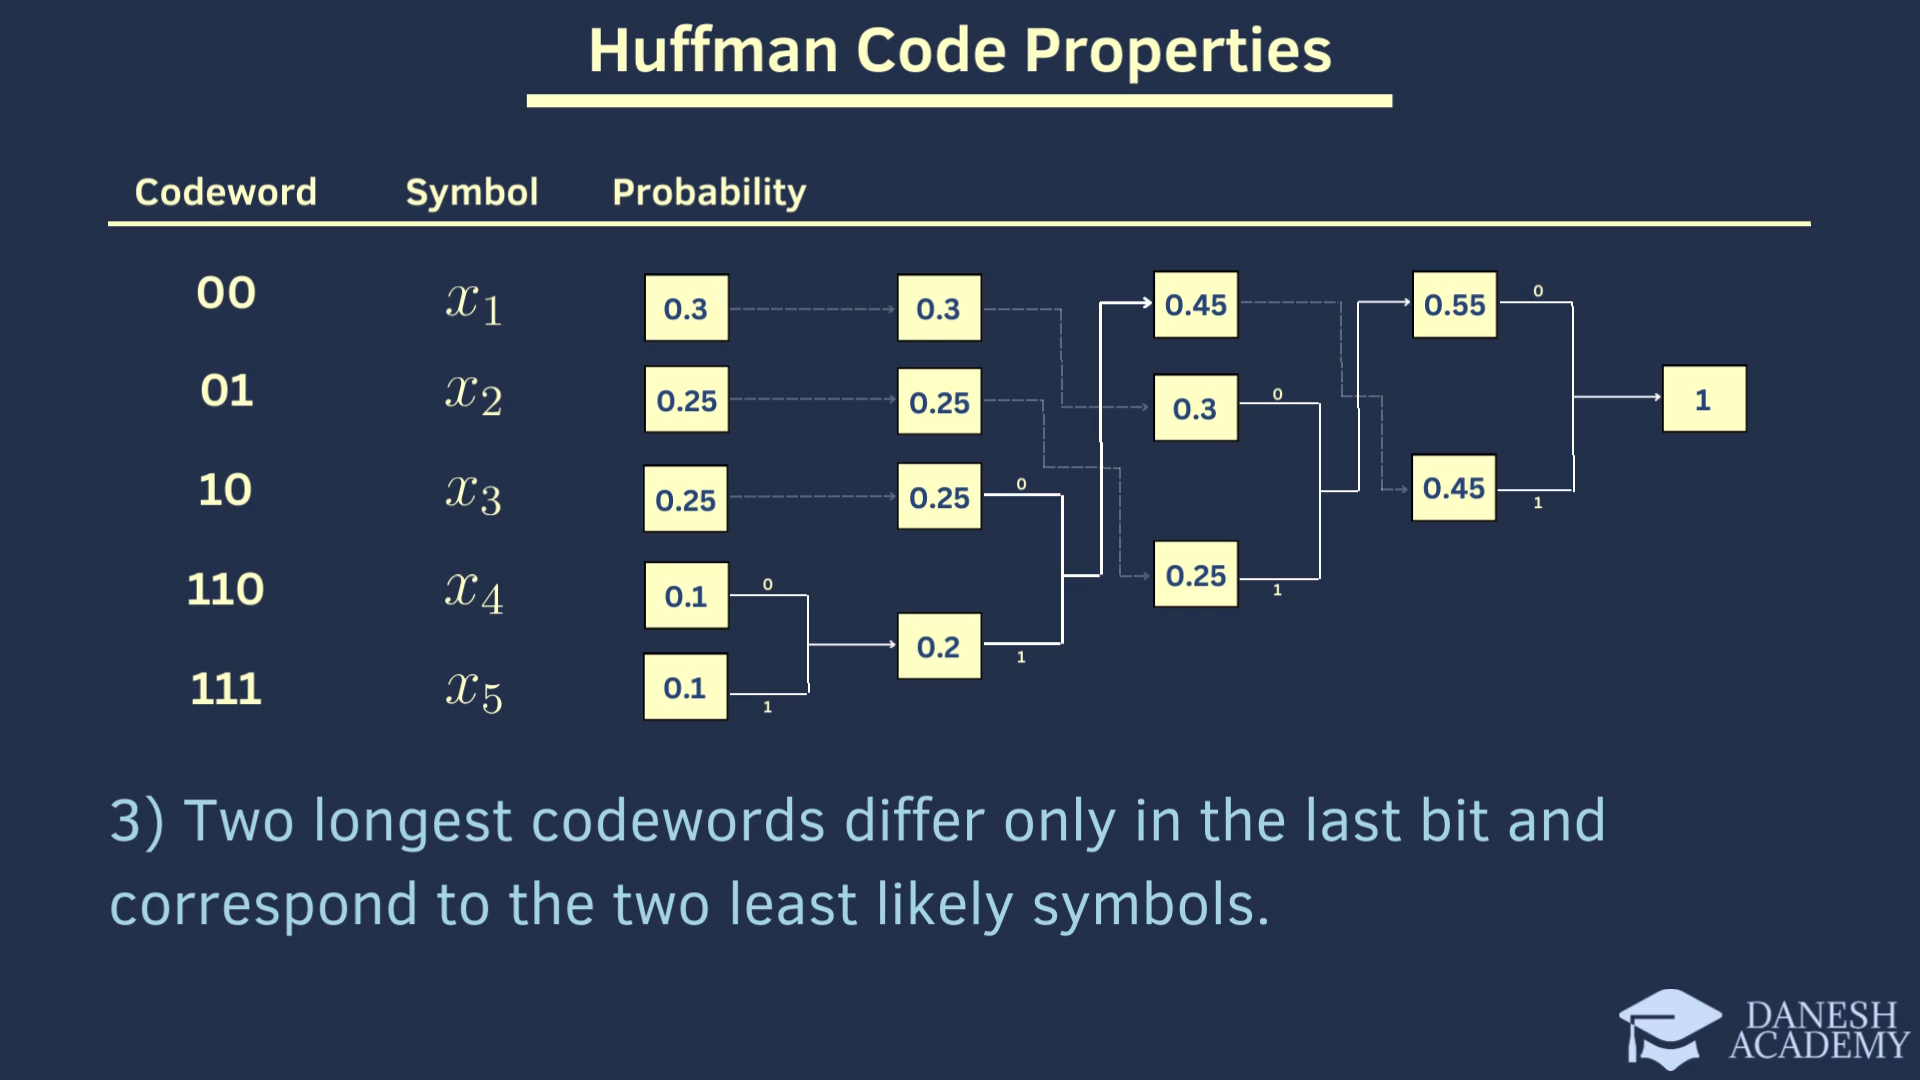 Huffman Code Properties
Codeword Symbol Probability
00 x1 0.3 0.3 0.45 0.55 0
01 x2 0.25 0.25 0.3 0 1
10 x3 0.25 0.25 0 0.25 1 0.45 1
110 x4 0.1 0 0.2 1
111 x5 0.1 1
3) Two longest codewords differ only in the last bit and
correspond to the two least likely symbols.
DANESH
ACADEMY